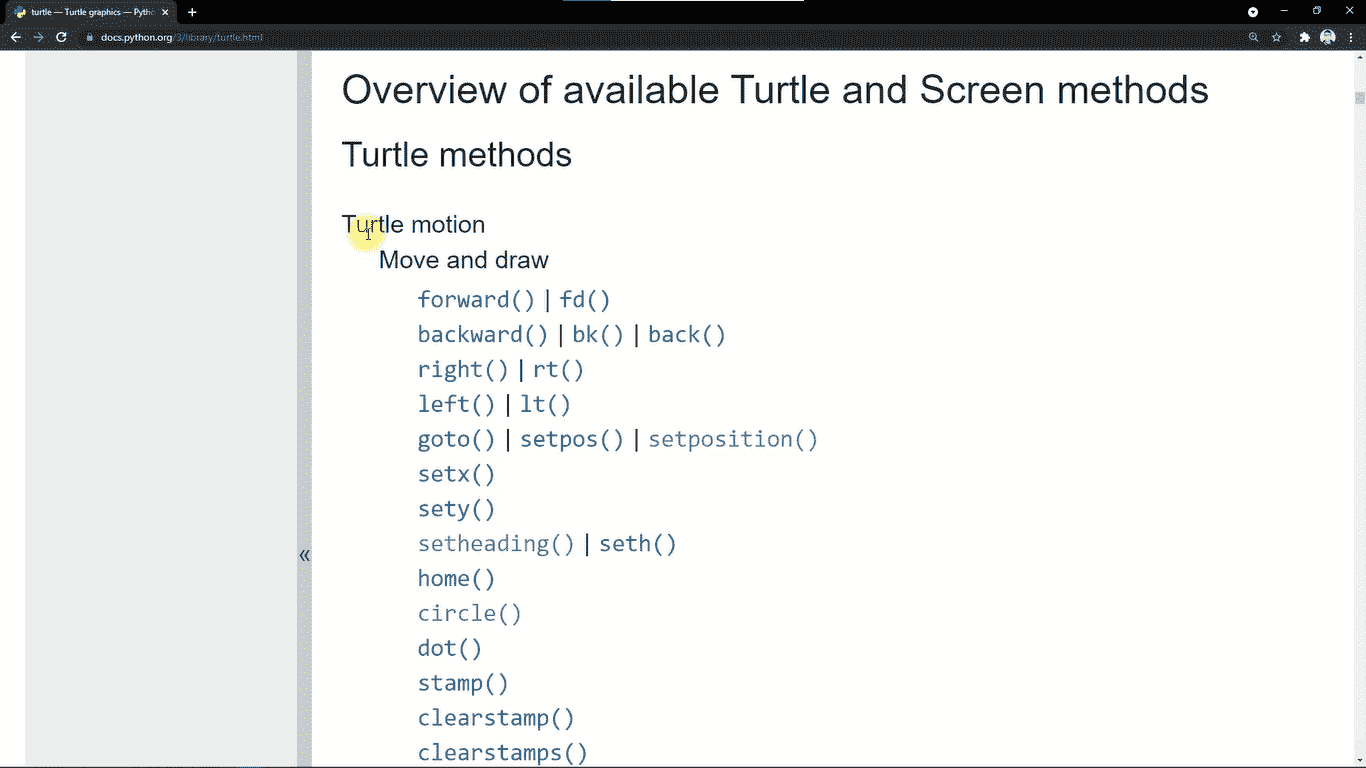 turtle — Turtle graphics — Pyth
docs.python.org/3/library/turtle.html
Overview of available Turtle and Screen methods
Turtle methods
Turtle motion
Move and draw
forward() | fd()
backward() | bk() | back()
right() | rt()
left() | lt()
goto() | setpos() | setposition()
setx()
sety()
setheading() | seth()
home()
circle()
dot()
stamp()
clearstamp()
clearstamps()